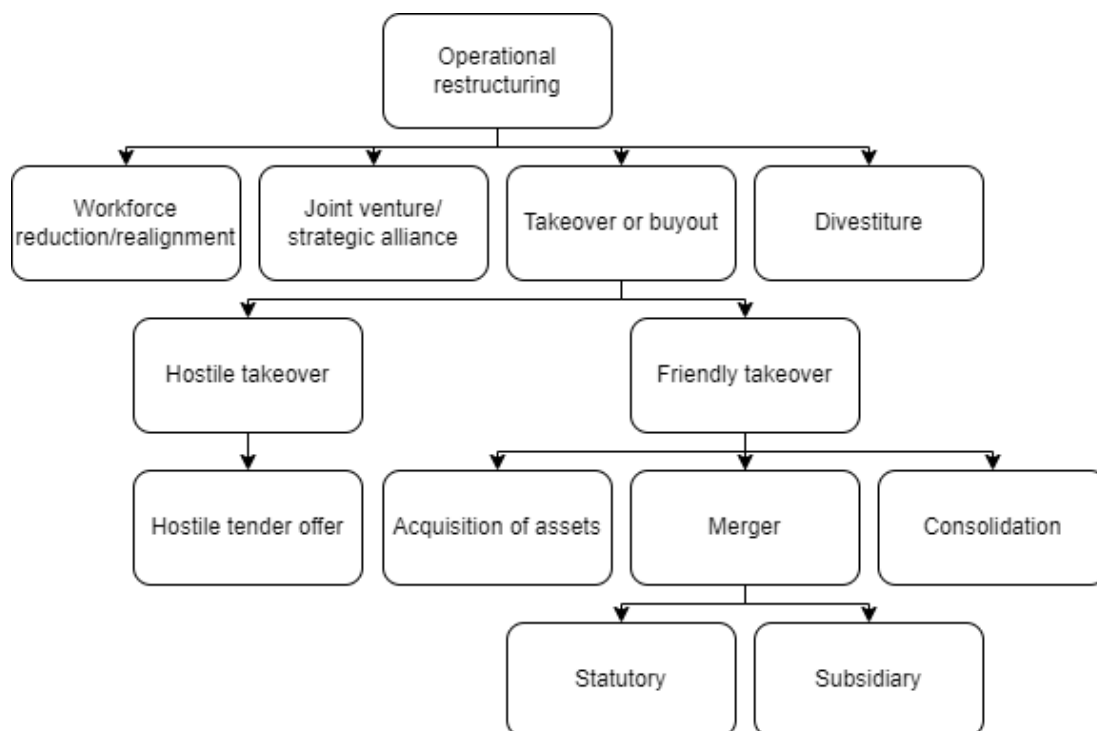 Operational
restructuring
Workforce
reduction/realignment
Joint venture/
strategic alliance
Takeover or buyout
Divestiture
Hostile takeover
Friendly takeover
Hostile tender offer
Acquisition of assets
Merger
Consolidation
Statutory
Subsidiary